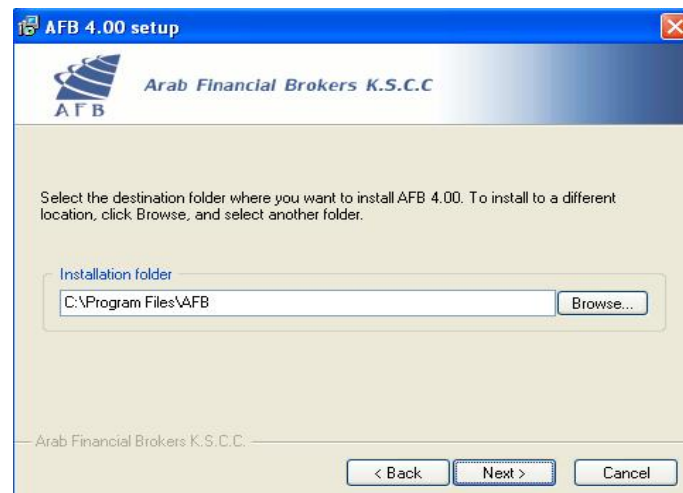 AFB 4.00 setup
AFB
Arab Financial Brokers K.S.C.C
Select the destination folder where you want to install AFB 4.00. To install to a different
location, click Browse, and select another folder.
Installation folder
C:\Program Files\AFB
Browse...
Arab Financial Brokers K.S.C.C.
< Back
Next >
Cancel